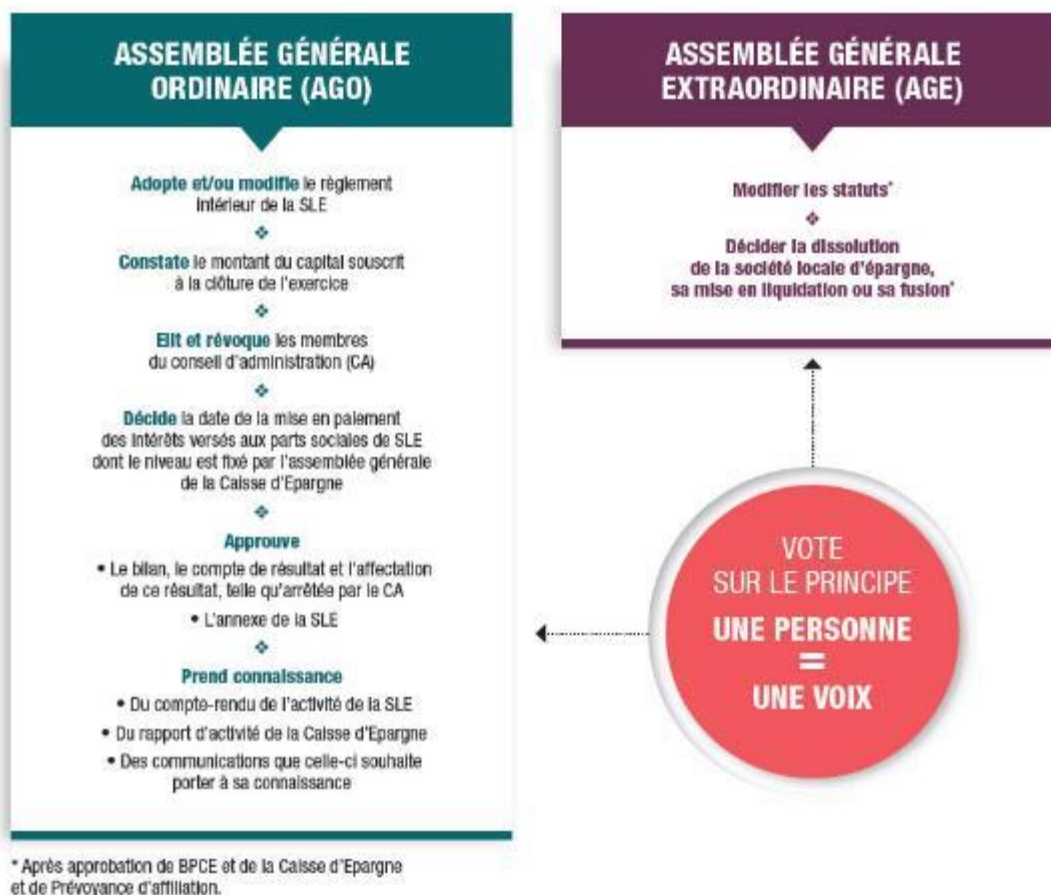 ASSEMBLÉE GÉNÉRALE
ORDINAIRE (AGO)
Adopte et/ou modifie le règlement
intérieur de la SLE
Constate le montant du capital souscrit
à la clôture de l'exercice
Elit et révoque les membres
du conseil d'administration (CA)
Décide la date de la mise en paiement
des intérêts versés aux parts sociales de SLE
dont le niveau est fixé par l'assemblée générale
de la Caisse d'Epargne
Approuve
• Le bilan, le compte de résultat et l'affectation
de ce résultat, telle qu'arrêtée par le CA
• L'annexe de la SLE
Prend connaissance
• Du compte-rendu de l'activité de la SLE
• Du rapport d'activité de la Caisse d'Epargne
• Des communications que celle-ci souhaite
porter à sa connaissance
* Après approbation de BPCE et de la Caisse d'Epargne
et de Prévoyance d'affiliation.
ASSEMBLÉE GÉNÉRALE
EXTRAORDINAIRE (AGE)
Modifier les statuts*
Décider la dissolution
de la société locale d'épargne,
sa mise en liquidation ou sa fusion*
VOTE
SUR LE PRINCIPE
UNE PERSONNE
=
UNE VOIX